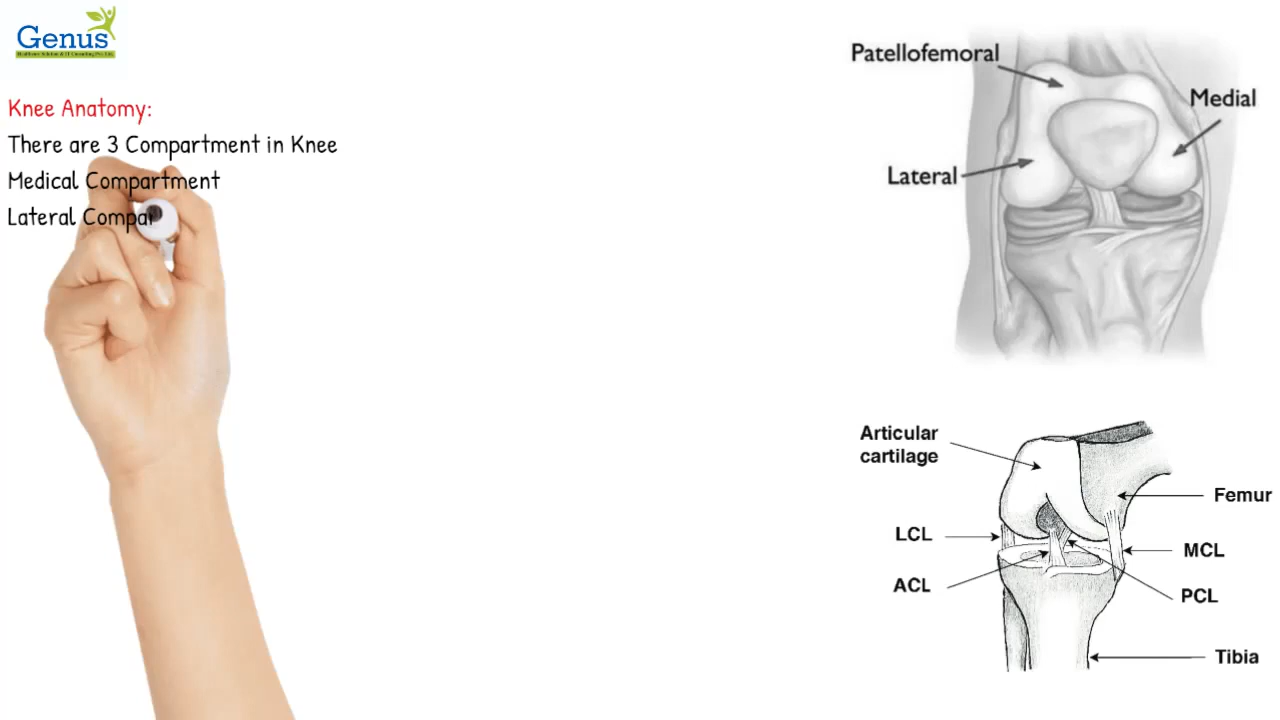 Genus
Knee Anatomy:
There are 3 Compartment in Knee
Medical Compartment
Lateral Compar
Patellofemoral
Medial
Lateral
Articular
cartilage
Femur
LCL
MCL
ACL
PCL
Tibia